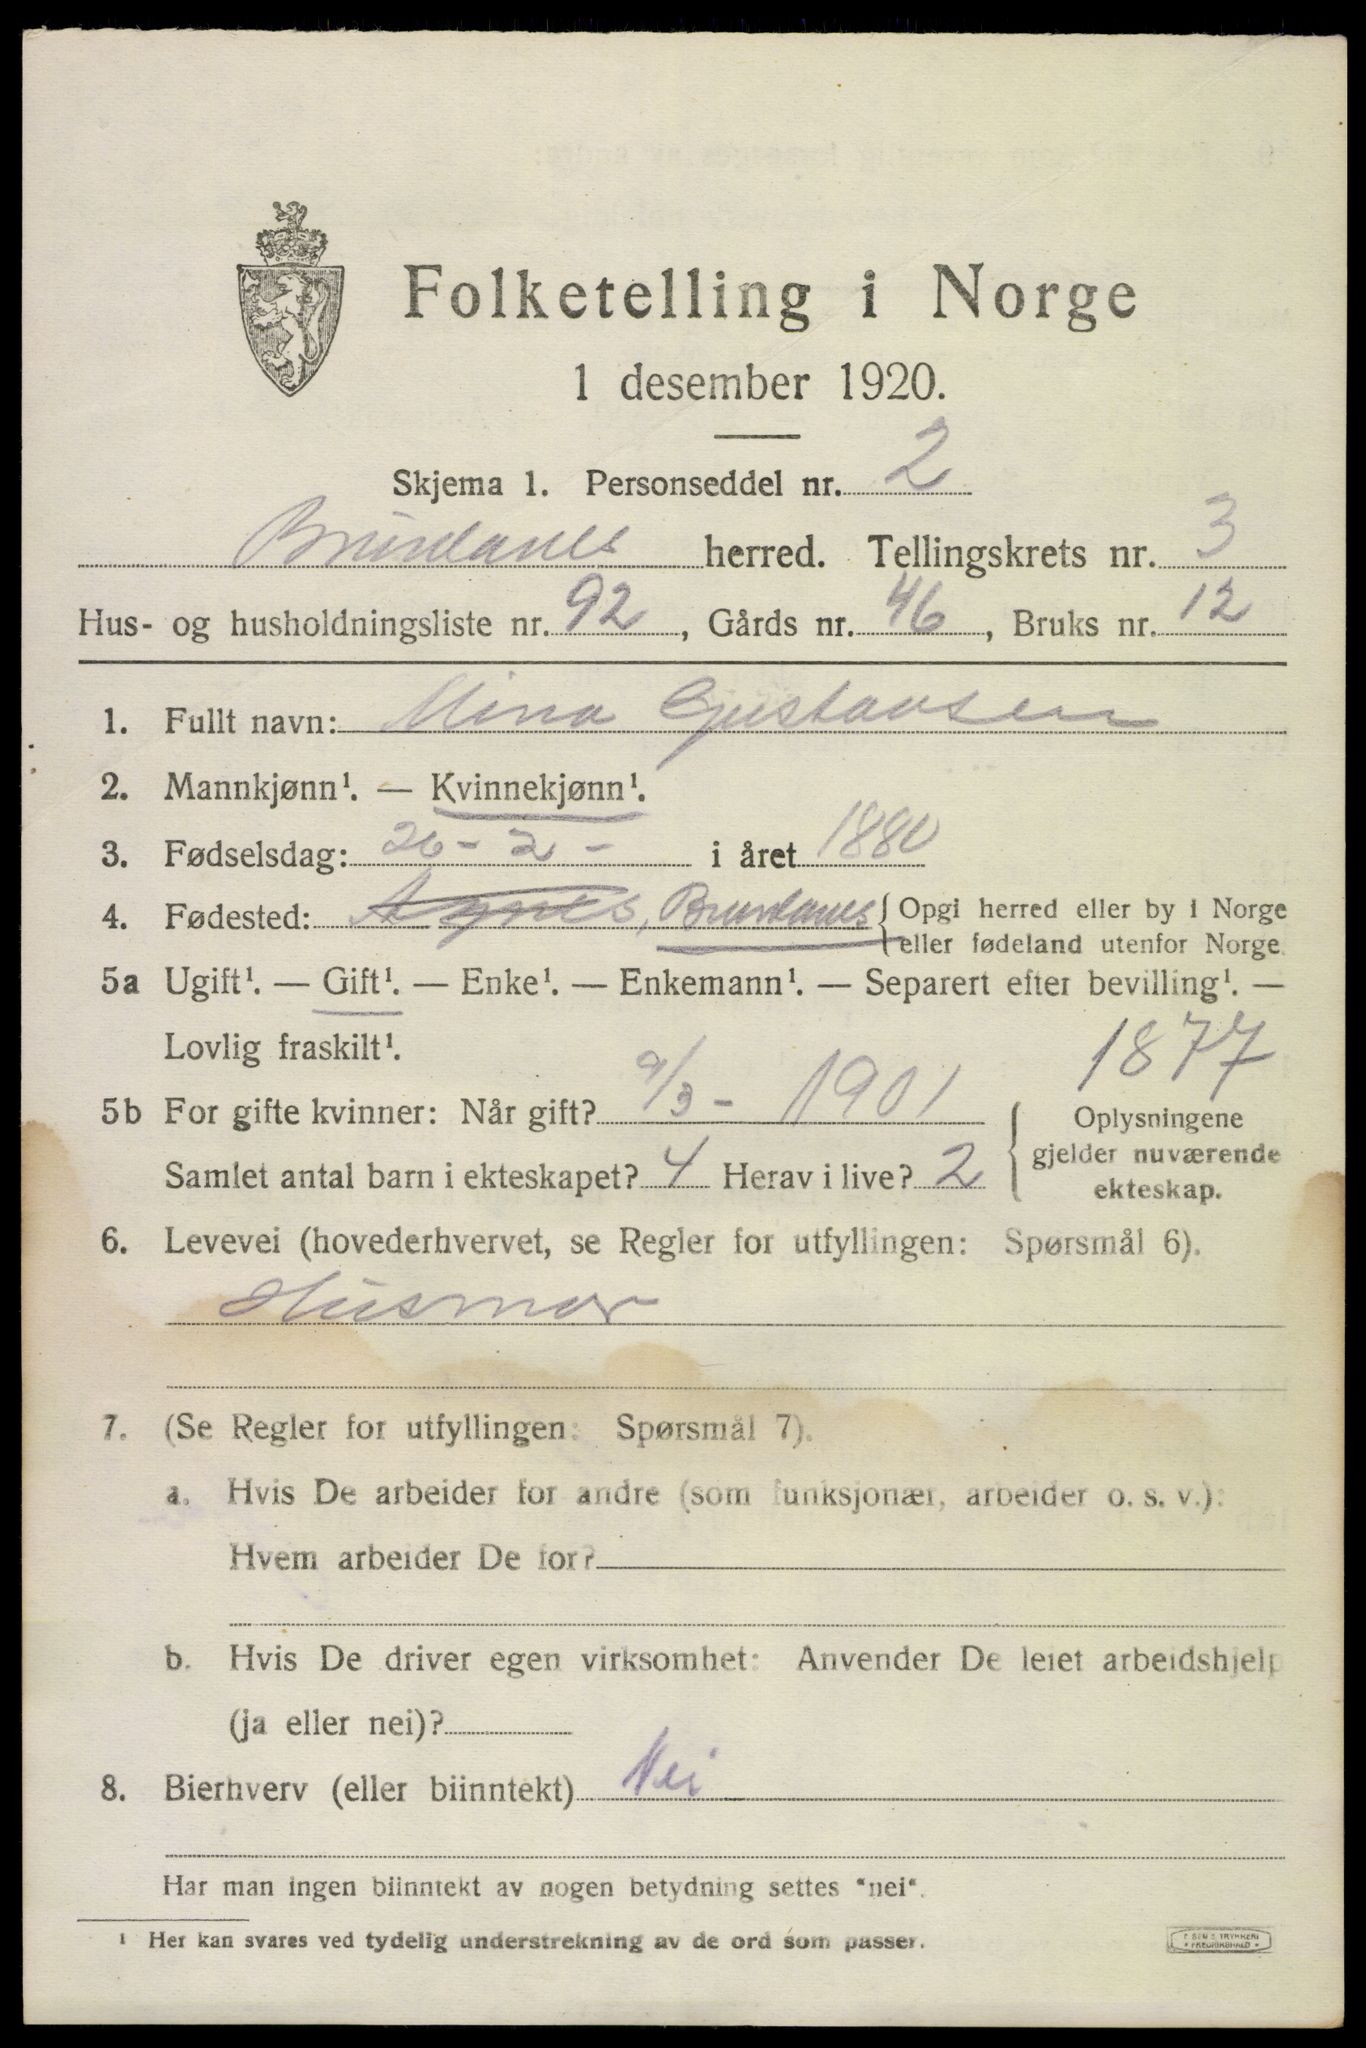 Folketelling i Norge
1 desember 1920.
Skjema 1. Personseddel nr. 2
Brunlanes herred. Tellingskrets nr. 3
Hus- og husholdningsliste nr. 92, Gårds nr. 46, Bruks nr. 12
1. Fullt navn: Mina Gustavsen
2. Mannkjønn¹. — Kvinnekjønn¹.
3. Fødselsdag: 26 - 2 - i året 1880
4. Fødested: Agnes, Brunlanes { Opgi herred eller by i Norge
eller fødeland utenfor Norge.
5a Ugift¹. — Gift¹. — Enke¹. — Enkemann¹. — Separert efter bevilling¹. —
Lovlig fraskilt¹.
1877
5b For gifte kvinner: Når gift? 9/3 - 1901
Samlet antal barn i ekteskapet? 4 Herav i live? 2
{ Oplysningene
gjelder nuværende
ekteskap.
6. Levevei (hovederhvervet, se Regler for utfyllingen: Spørsmål 6).
Husmor
7. (Se Regler for utfyllingen: Spørsmål 7).
a. Hvis De arbeider for andre (som funksjonær, arbeider o. s. v.):
Hvem arbeider De for?
b. Hvis De driver egen virksomhet: Anvender De leiet arbeidshjelp
(ja eller nei)?
8. Bierhverv (eller biinntekt) Nei
Har man ingen biinntekt av nogen betydning settes "nei".
¹ Her kan svares ved tydelig understrekning av de ord som passer.
TRYKKERI
FREDRIKSHALD